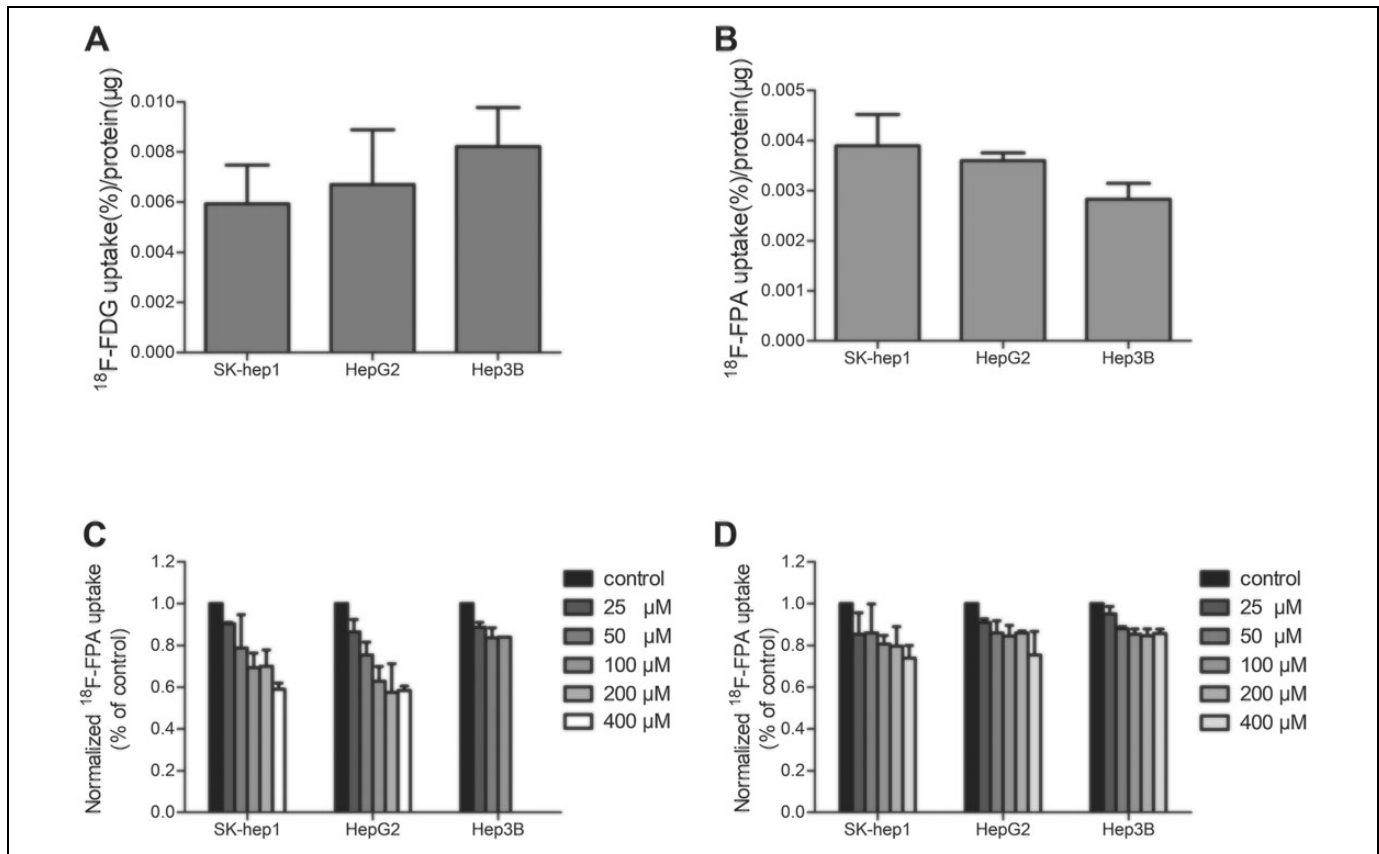 A
¹⁸F-FDG uptake(%)/protein(µg)
0.010
0.008
0.006
0.004
0.002
0.000
SK-hep1 HepG2 Hep3B
B
¹⁸F-FPA uptake(%)/protein(µg)
0.005
0.004
0.003
0.002
0.001
0.000
SK-hep1 HepG2 Hep3B
C
Normalized ¹⁸F-FPA uptake
(% of control)
1.2
1.0
0.8
0.6
0.4
0.2
0.0
SK-hep1 HepG2 Hep3B
control
25 µM
50 µM
100 µM
200 µM
400 µM
D
Normalized ¹⁸F-FPA uptake
(% of control)
1.2
1.0
0.8
0.6
0.4
0.2
0.0
SK-hep1 HepG2 Hep3B
control
25 µM
50 µM
100 µM
200 µM
400 µM